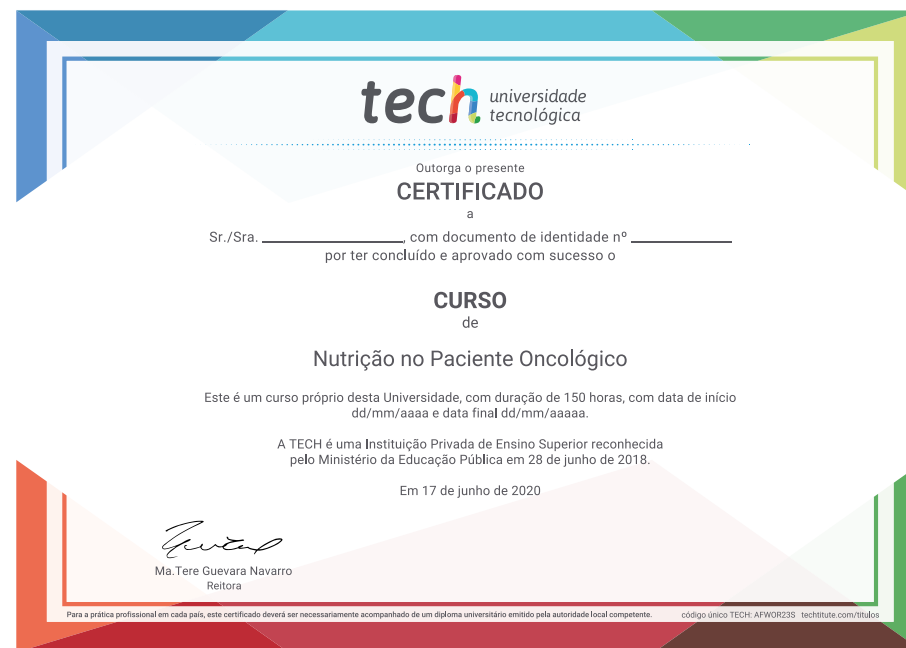 tech universidade
tecnológica
Outorga o presente
CERTIFICADO
a
Sr./Sra. ____________________, com documento de identidade nº ______________
por ter concluído e aprovado com sucesso o
CURSO
de
Nutrição no Paciente Oncológico
Este é um curso próprio desta Universidade, com duração de 150 horas, com data de início
dd/mm/aaaa e data final dd/mm/aaaaa.
A TECH é uma Instituição Privada de Ensino Superior reconhecida
pelo Ministério da Educação Pública em 28 de junho de 2018.
Em 17 de junho de 2020
Ma.Tere Guevara Navarro
Reitora
Para a prática profissional em cada país, este certificado deverá ser necessariamente acompanhado de um diploma universitário emitido pela autoridade local competente. código único TECH: AFWOR23S techtitute.com/titulos